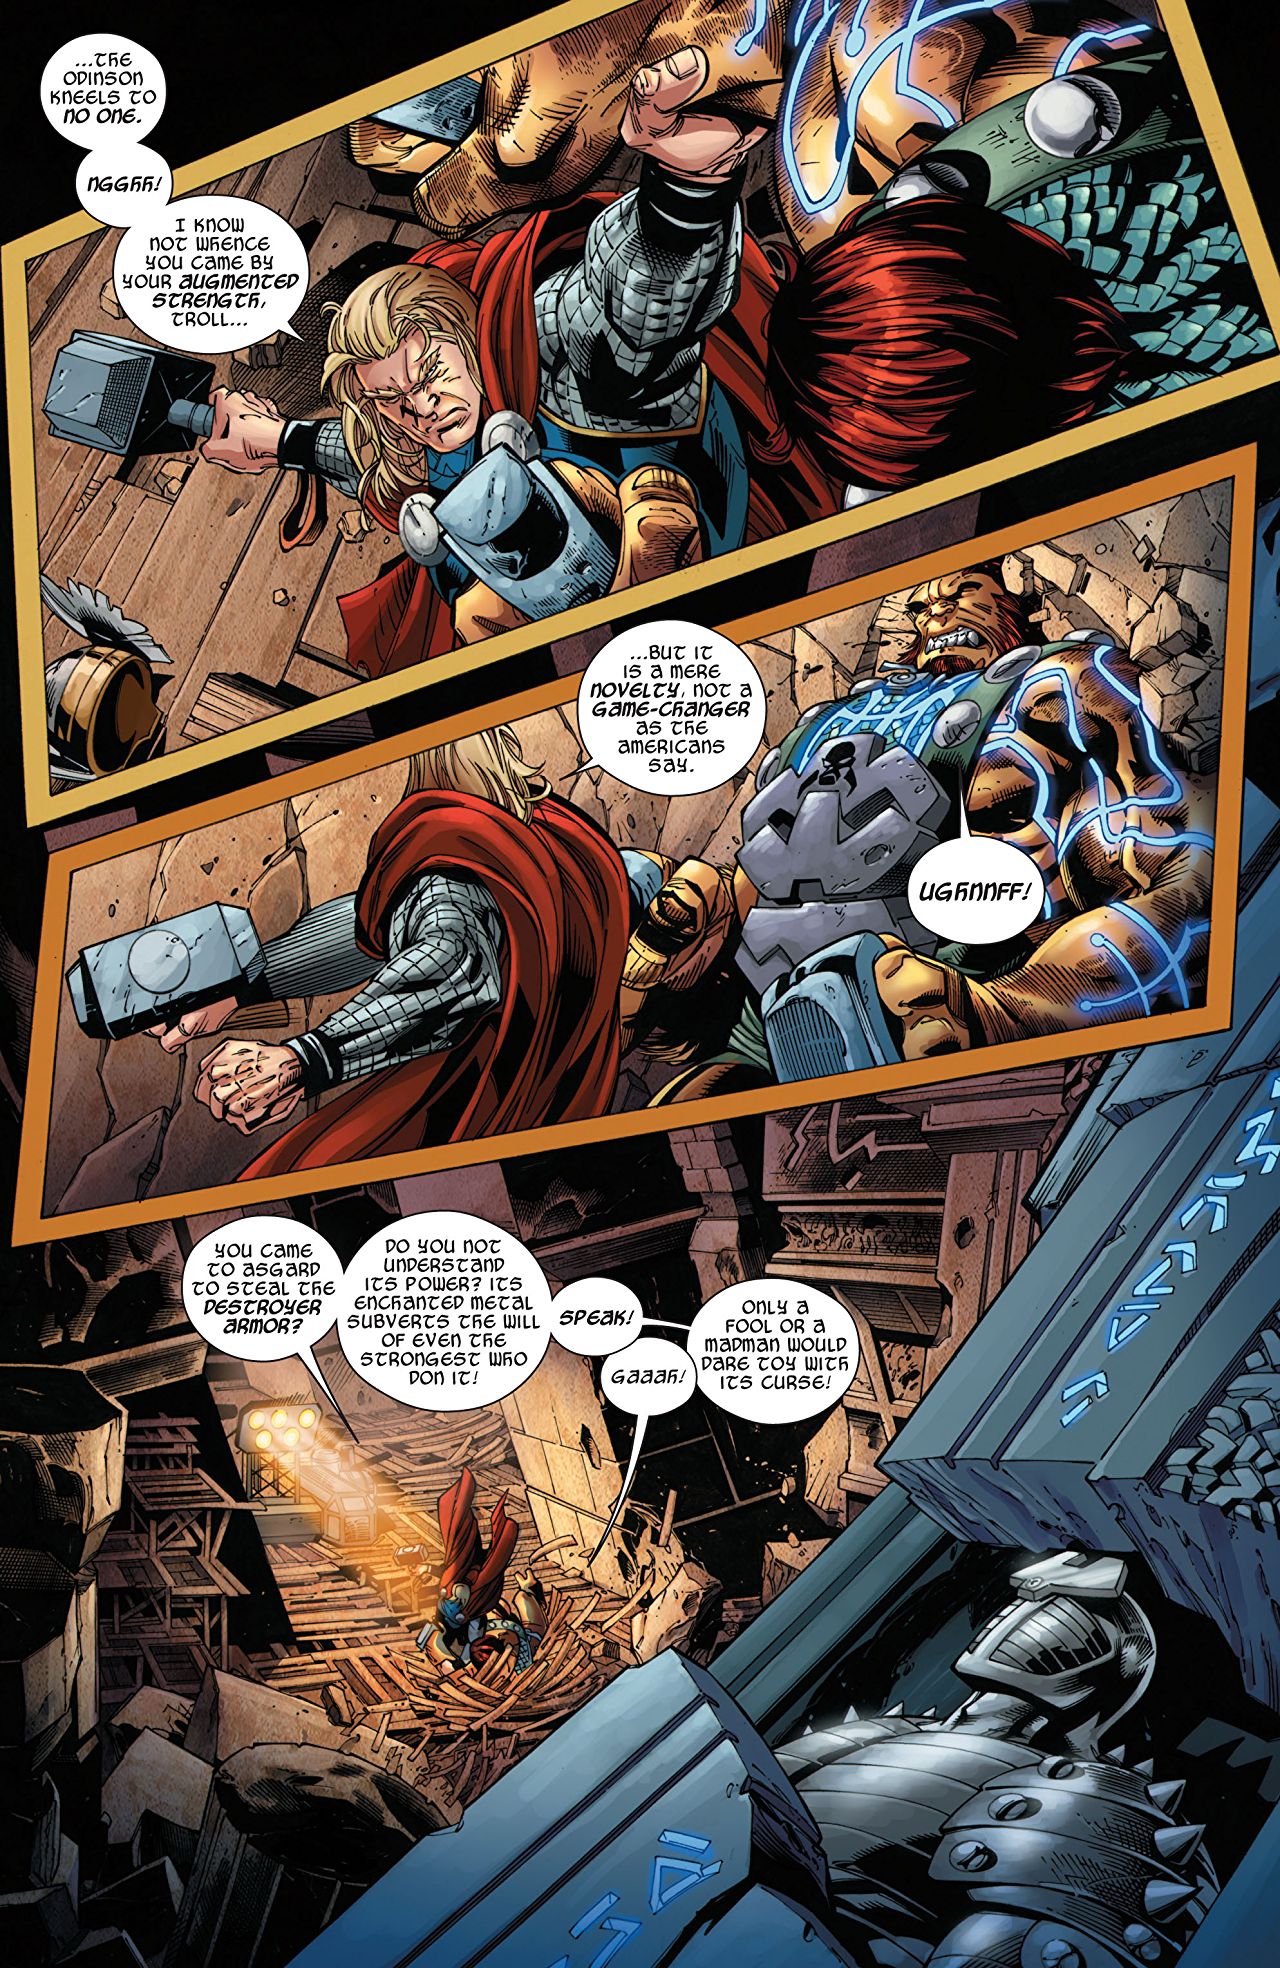 ...THE
ODINSON
KNEELS TO
NO ONE.
NGGHH!
I KNOW
NOT WHENCE
YOU CAME BY
YOUR AUGMENTED
STRENGTH,
TROLL...
...BUT IT
IS A MERE
NOVELTY, NOT A
GAME-CHANGER
AS THE
AMERICANS
SAY.
UGHNNFF!
YOU CAME
TO ASGARD
TO STEAL THE
DESTROYER
ARMOR?
DO YOU NOT
UNDERSTAND
ITS POWER? ITS
ENCHANTED METAL
SUBVERTS THE WILL
OF EVEN THE
STRONGEST WHO
DON IT!
SPEAK!
GAAAH!
ONLY A
FOOL OR A
MADMAN WOULD
DARE TOY WITH
ITS CURSE!